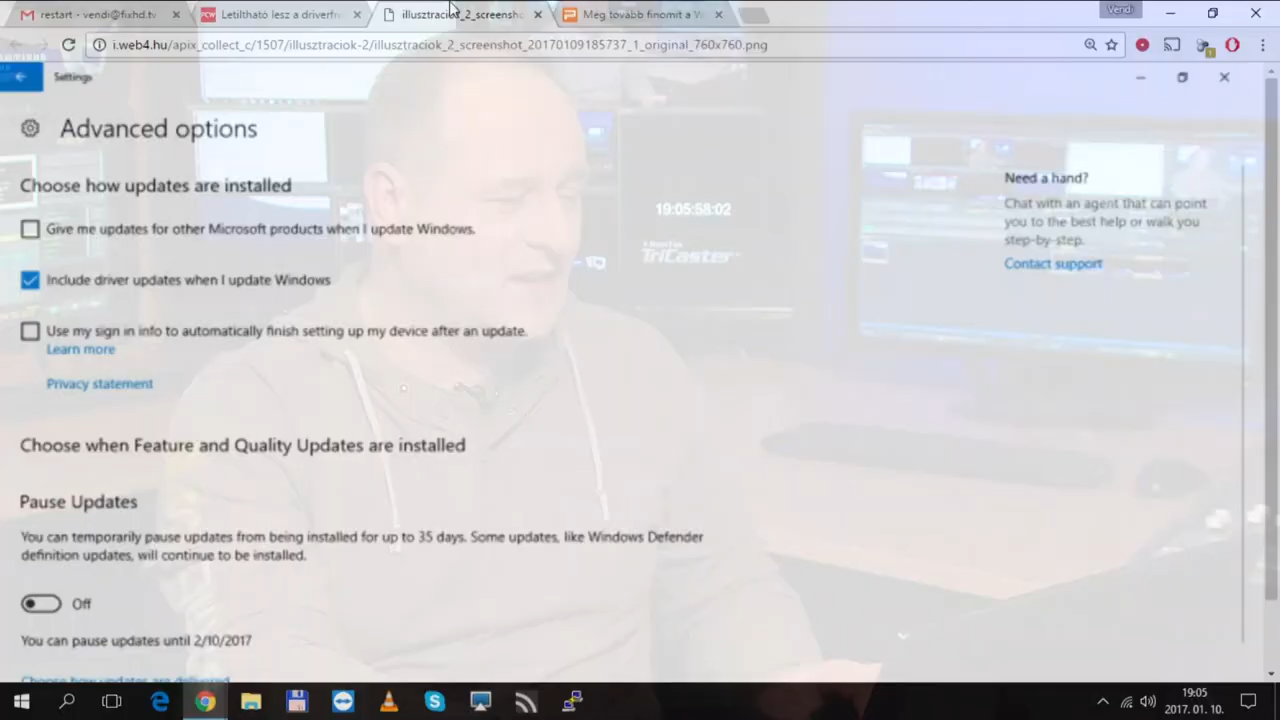 restart - vendi@fixhd.tv
Letiltható lesz a driverfr
illusztraciok_2_screensh
Még tovább finomít a W
Vendi
i.web4.hu/apix_collect_c/1507/illusztraciok-2/illusztraciok_2_screenshot_20170109185737_1_original_760x760.png
Settings
Advanced options
Choose how updates are installed
Give me updates for other Microsoft products when I update Windows.
Include driver updates when I update Windows
Use my sign in info to automatically finish setting up my device after an update.
Learn more
Privacy statement
Choose when Feature and Quality Updates are installed
Pause Updates
You can temporarily pause updates from being installed for up to 35 days. Some updates, like Windows Defender
definition updates, will continue to be installed.
Off
You can pause updates until 2/10/2017
Choose how updates are delivered
Need a hand?
Chat with an agent that can point
you to the best help or walk you
step-by-step.
Contact support
19:05:58:02
NewTek
TriCaster
19:05
2017. 01. 10.